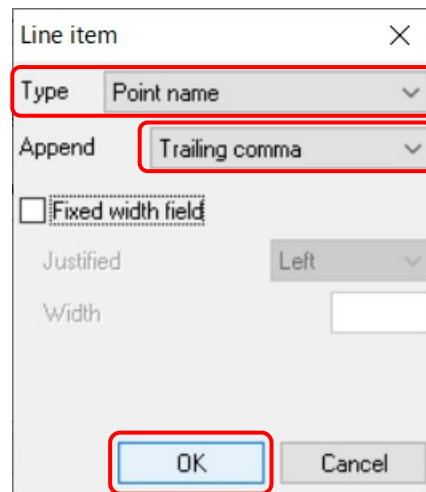 Line item
Type Point name
Append Trailing comma
Fixed width field
Justified Left
Width
OK Cancel